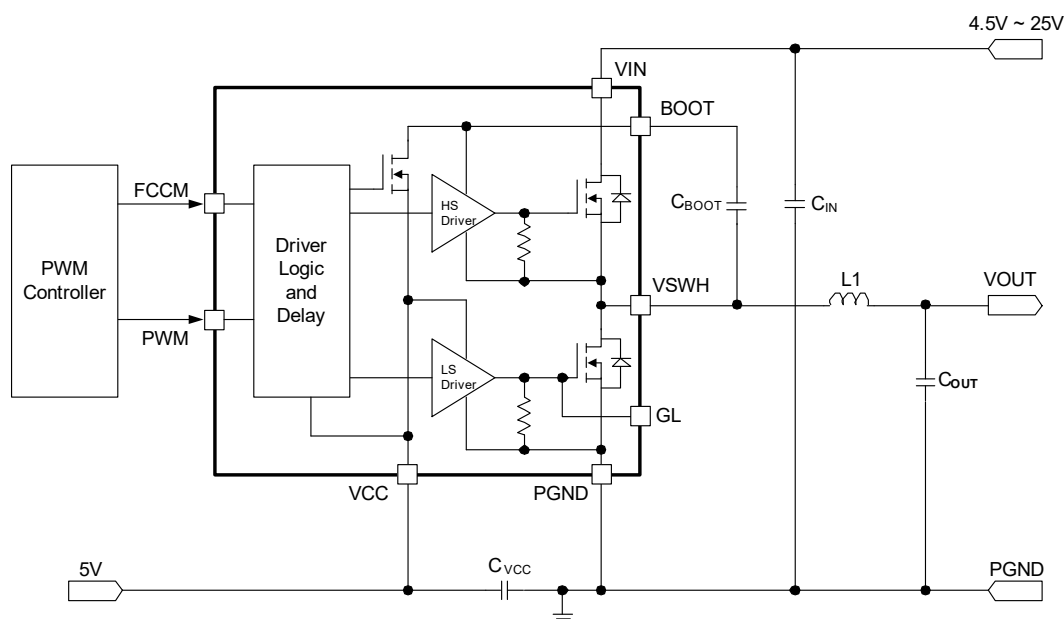 4.5V ~ 25V
VIN
BOOT
FCCM
HS
Driver
CBOOT
CIN
PWM
Controller
Driver
Logic
and
Delay
L1
VOUT
VSWH
PWM
LS
Driver
COUT
GL
VCC
PGND
5V
CVCC
PGND